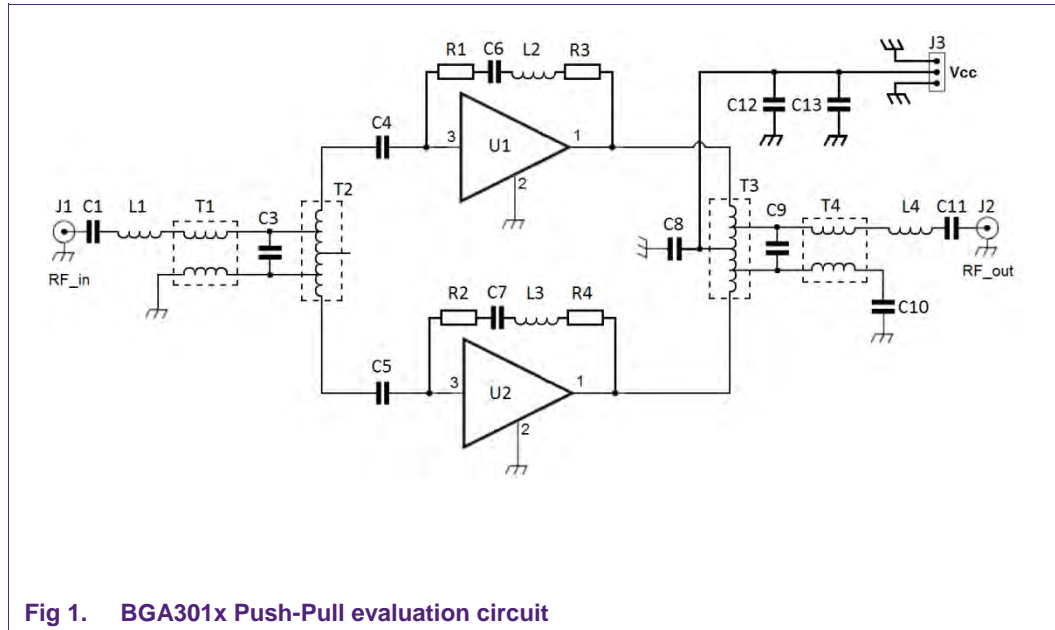 R1 C6 L2 R3
J3
Vcc
C12 C13
C4
3 U1 1
2
T2
T3
J1 C1 L1 T1 C3
C8 C9 T4 L4 C11 J2
RF_in
RF_out
R2 C7 L3 R4
C10
C5
3 U2 1
2
Fig 1. BGA301x Push-Pull evaluation circuit